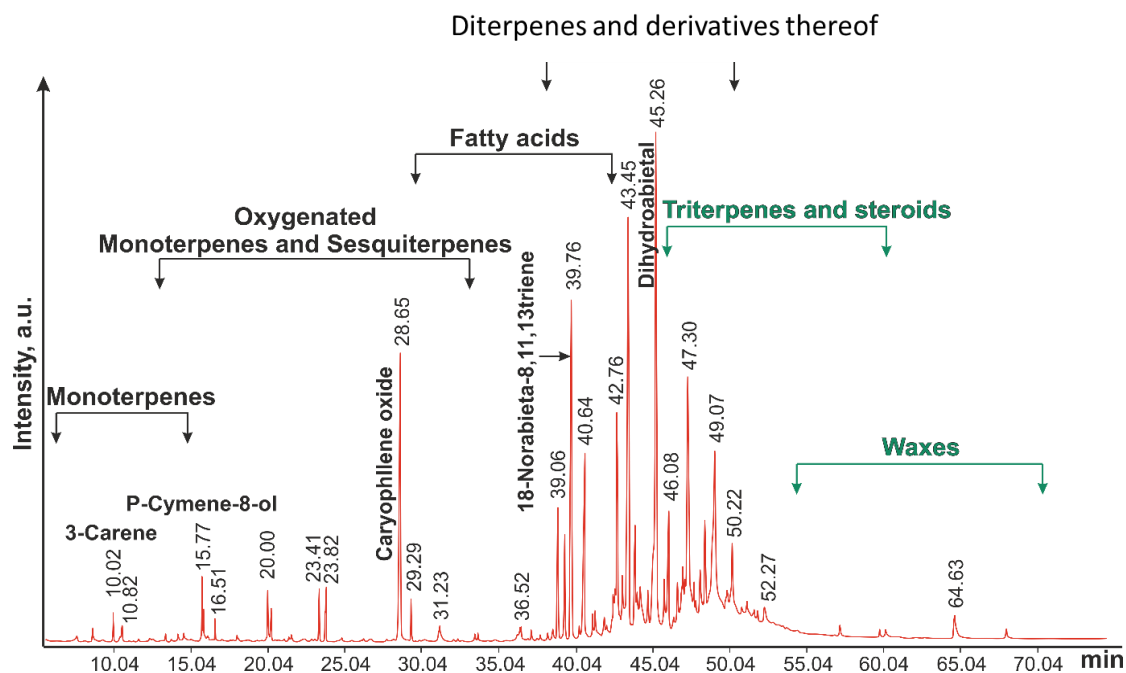 Diterpenes and derivatives thereof
Fatty acids
Oxygenated
Monoterpenes and Sesquiterpenes
Triterpenes and steroids
Monoterpenes
Waxes
Intensity, a.u.
3-Carene
P-Cymene-8-ol
Caryophllene oxide
18-Norabieta-8,11,13triene
Dihydroabietal
10.02
10.82
15.77
16.51
20.00
23.41
23.82
28.65
29.29
31.23
36.52
39.06
39.76
40.64
42.76
43.45
45.26
46.08
47.30
49.07
50.22
52.27
64.63
10.04 15.04 20.04 25.04 30.04 35.04 40.04 45.04 50.04 55.04 60.04 70.04 min